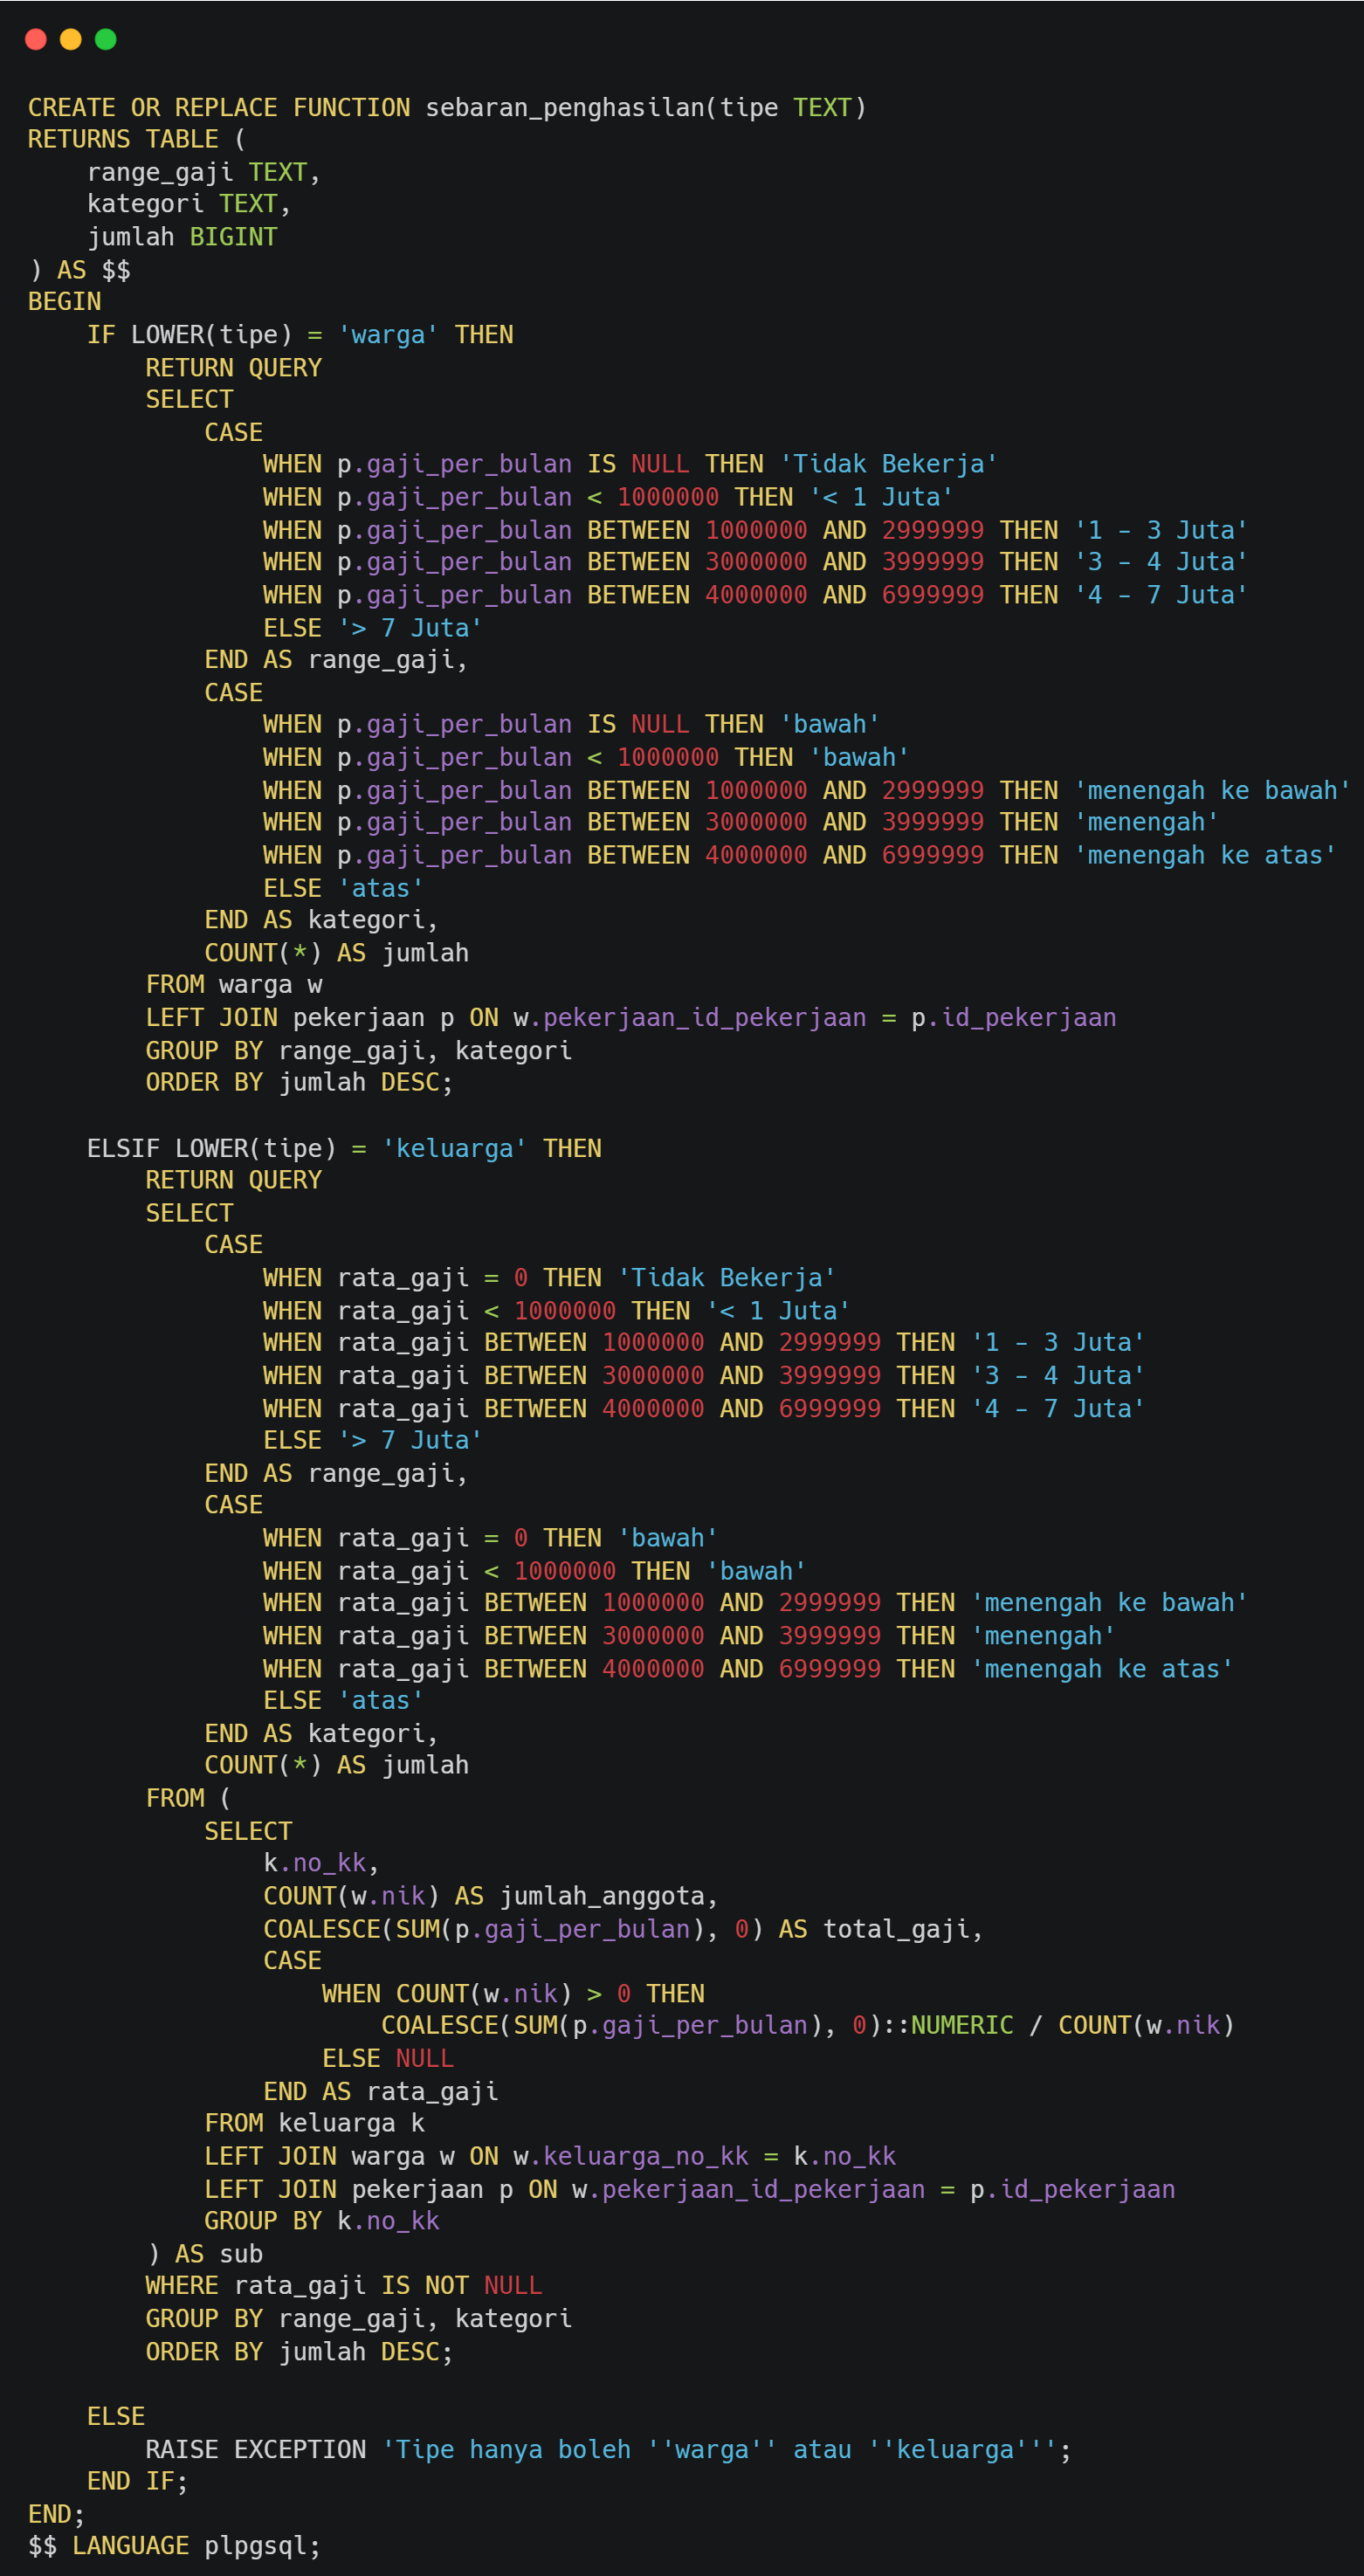 CREATE OR REPLACE FUNCTION sebaran_penghasilan(tipe TEXT)
RETURNS TABLE (
    range_gaji TEXT,
    kategori TEXT,
    jumlah BIGINT
) AS $$
BEGIN
    IF LOWER(tipe) = 'warga' THEN
        RETURN QUERY
        SELECT
            CASE
                WHEN p.gaji_per_bulan IS NULL THEN 'Tidak Bekerja'
                WHEN p.gaji_per_bulan < 1000000 THEN '< 1 Juta'
                WHEN p.gaji_per_bulan BETWEEN 1000000 AND 2999999 THEN '1 - 3 Juta'
                WHEN p.gaji_per_bulan BETWEEN 3000000 AND 3999999 THEN '3 - 4 Juta'
                WHEN p.gaji_per_bulan BETWEEN 4000000 AND 6999999 THEN '4 - 7 Juta'
                ELSE '> 7 Juta'
            END AS range_gaji,
            CASE
                WHEN p.gaji_per_bulan IS NULL THEN 'bawah'
                WHEN p.gaji_per_bulan < 1000000 THEN 'bawah'
                WHEN p.gaji_per_bulan BETWEEN 1000000 AND 2999999 THEN 'menengah ke bawah'
                WHEN p.gaji_per_bulan BETWEEN 3000000 AND 3999999 THEN 'menengah'
                WHEN p.gaji_per_bulan BETWEEN 4000000 AND 6999999 THEN 'menengah ke atas'
                ELSE 'atas'
            END AS kategori,
            COUNT(*) AS jumlah
        FROM warga w
        LEFT JOIN pekerjaan p ON w.pekerjaan_id_pekerjaan = p.id_pekerjaan
        GROUP BY range_gaji, kategori
        ORDER BY jumlah DESC;

    ELSIF LOWER(tipe) = 'keluarga' THEN
        RETURN QUERY
        SELECT
            CASE
                WHEN rata_gaji = 0 THEN 'Tidak Bekerja'
                WHEN rata_gaji < 1000000 THEN '< 1 Juta'
                WHEN rata_gaji BETWEEN 1000000 AND 2999999 THEN '1 - 3 Juta'
                WHEN rata_gaji BETWEEN 3000000 AND 3999999 THEN '3 - 4 Juta'
                WHEN rata_gaji BETWEEN 4000000 AND 6999999 THEN '4 - 7 Juta'
                ELSE '> 7 Juta'
            END AS range_gaji,
            CASE
                WHEN rata_gaji = 0 THEN 'bawah'
                WHEN rata_gaji < 1000000 THEN 'bawah'
                WHEN rata_gaji BETWEEN 1000000 AND 2999999 THEN 'menengah ke bawah'
                WHEN rata_gaji BETWEEN 3000000 AND 3999999 THEN 'menengah'
                WHEN rata_gaji BETWEEN 4000000 AND 6999999 THEN 'menengah ke atas'
                ELSE 'atas'
            END AS kategori,
            COUNT(*) AS jumlah
        FROM (
            SELECT
                k.no_kk,
                COUNT(w.nik) AS jumlah_anggota,
                COALESCE(SUM(p.gaji_per_bulan), 0) AS total_gaji,
                CASE
                    WHEN COUNT(w.nik) > 0 THEN
                        COALESCE(SUM(p.gaji_per_bulan), 0)::NUMERIC / COUNT(w.nik)
                    ELSE NULL
                END AS rata_gaji
            FROM keluarga k
            LEFT JOIN warga w ON w.keluarga_no_kk = k.no_kk
            LEFT JOIN pekerjaan p ON w.pekerjaan_id_pekerjaan = p.id_pekerjaan
            GROUP BY k.no_kk
        ) AS sub
        WHERE rata_gaji IS NOT NULL
        GROUP BY range_gaji, kategori
        ORDER BY jumlah DESC;

    ELSE
        RAISE EXCEPTION 'Tipe hanya boleh ''warga'' atau ''keluarga''';
    END IF;
END;
$$ LANGUAGE plpgsql;